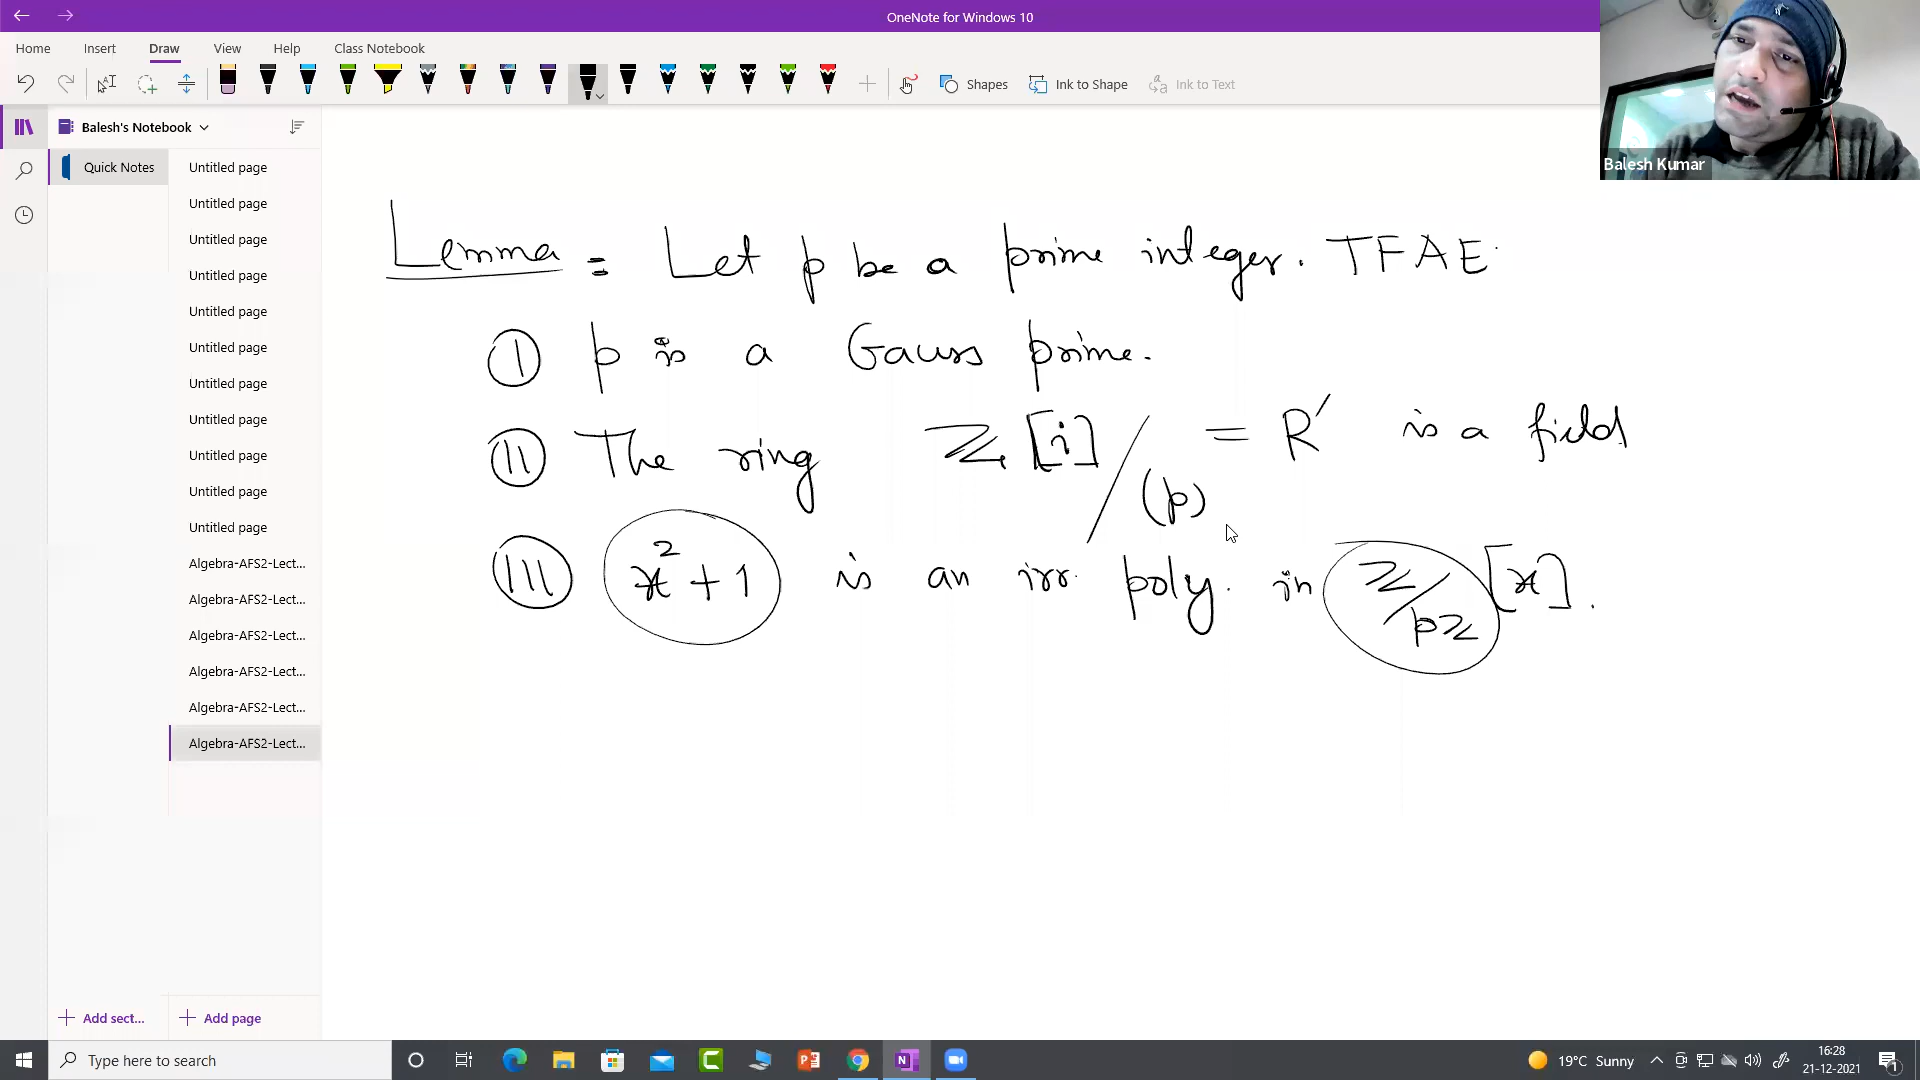 OneNote for Windows 10
Home Insert Draw View Help Class Notebook
Shapes Ink to Shape Ink to Text
Balesh Kumar
Balesh's Notebook
Quick Notes
Untitled page
Untitled page
Untitled page
Untitled page
Untitled page
Untitled page
Untitled page
Untitled page
Untitled page
Untitled page
Untitled page
Algebra-AFS2-Lect...
Algebra-AFS2-Lect...
Algebra-AFS2-Lect...
Algebra-AFS2-Lect...
Algebra-AFS2-Lect...
Algebra-AFS2-Lect...
Lemma = Let p be a prime integer. TFAE.
(I) p is a Gauss prime.
(II) The ring ℤ[i]/(p) = R′ is a field
(III) x²+1 is an irr. poly. in ℤ/pℤ [x].
Add sect... Add page
Type here to search
19°C Sunny
16:28
21-12-2021
1